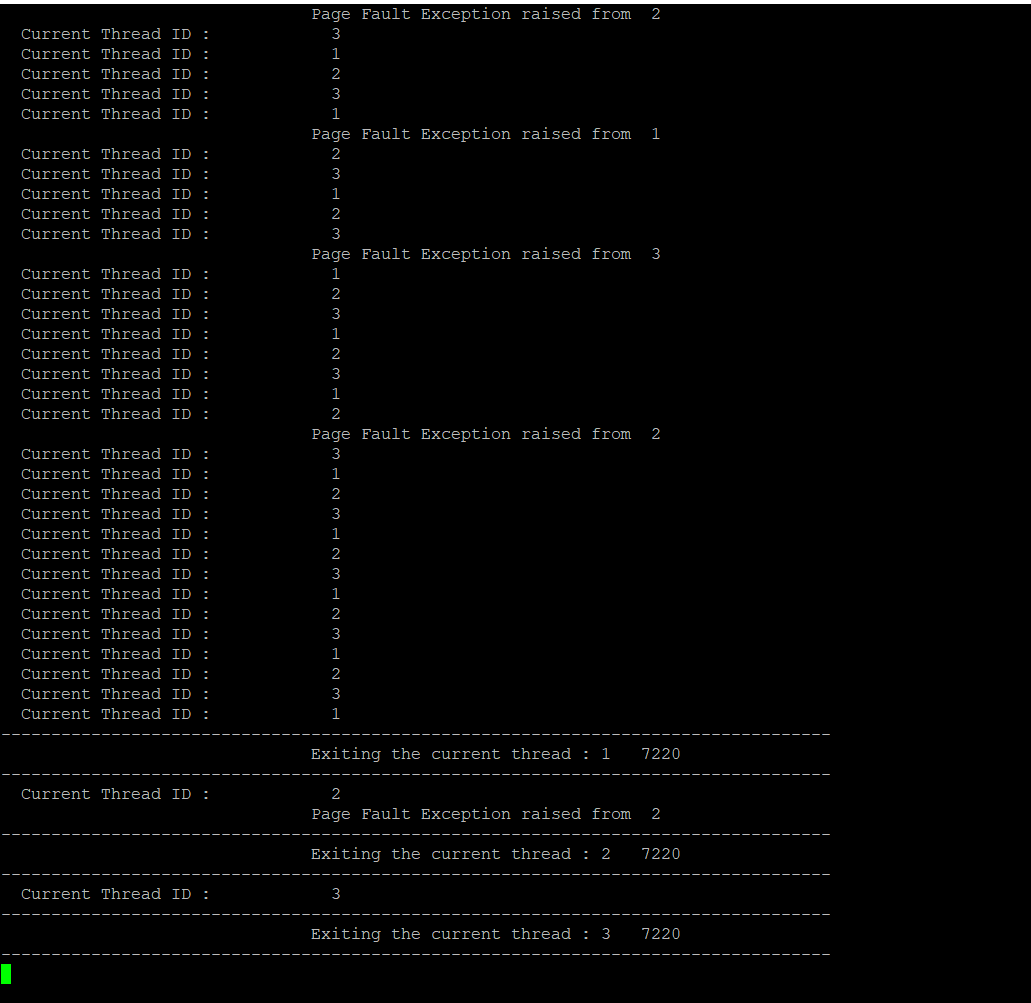 Page Fault Exception raised from 2
Current Thread ID : 3
Current Thread ID : 1
Current Thread ID : 2
Current Thread ID : 3
Current Thread ID : 1
Page Fault Exception raised from 1
Current Thread ID : 2
Current Thread ID : 3
Current Thread ID : 1
Current Thread ID : 2
Current Thread ID : 3
Page Fault Exception raised from 3
Current Thread ID : 1
Current Thread ID : 2
Current Thread ID : 3
Current Thread ID : 1
Current Thread ID : 2
Current Thread ID : 3
Current Thread ID : 1
Current Thread ID : 2
Page Fault Exception raised from 2
Current Thread ID : 3
Current Thread ID : 1
Current Thread ID : 2
Current Thread ID : 3
Current Thread ID : 1
Current Thread ID : 2
Current Thread ID : 3
Current Thread ID : 1
Current Thread ID : 2
Current Thread ID : 3
Current Thread ID : 1
Current Thread ID : 2
Current Thread ID : 3
Current Thread ID : 1
-----------------------------------------------------------------------------------
Exiting the current thread : 1 7220
-----------------------------------------------------------------------------------
Current Thread ID : 2
Page Fault Exception raised from 2
-----------------------------------------------------------------------------------
Exiting the current thread : 2 7220
-----------------------------------------------------------------------------------
Current Thread ID : 3
-----------------------------------------------------------------------------------
Exiting the current thread : 3 7220
-----------------------------------------------------------------------------------